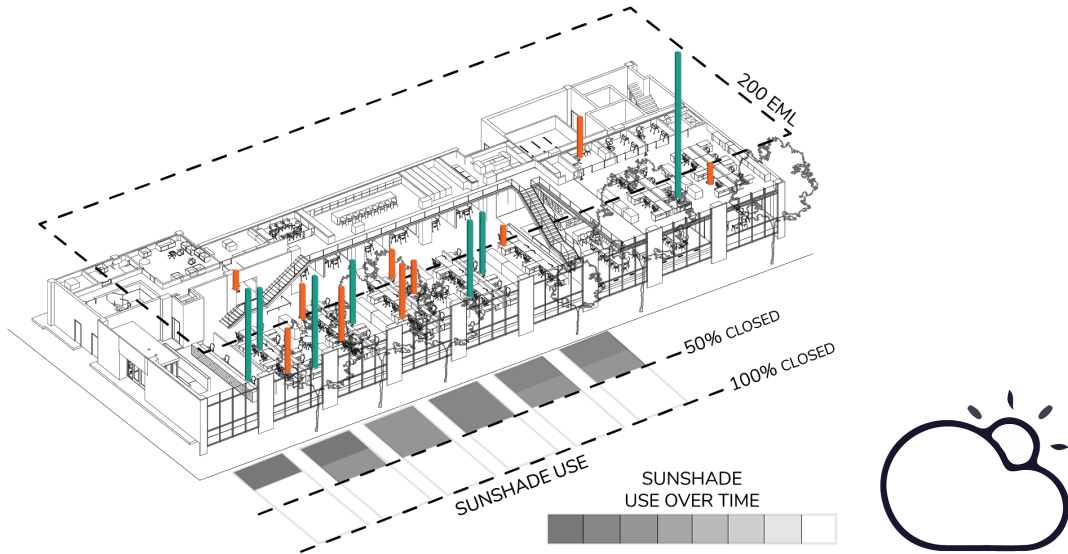 200 EML
50% CLOSED
100% CLOSED
SUNSHADE USE
SUNSHADE
USE OVER TIME